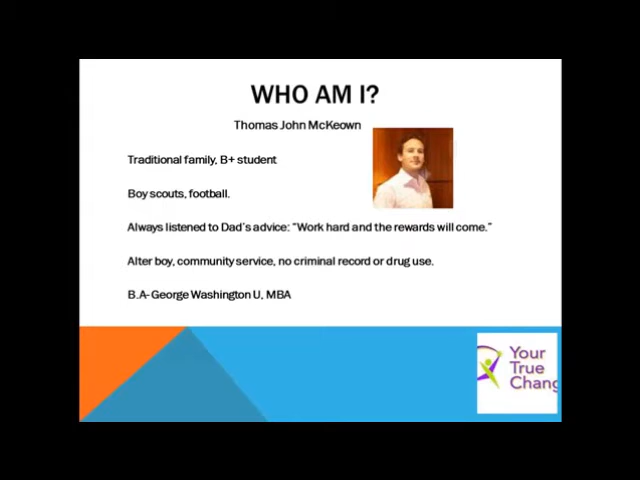 WHO AM I?
Thomas John McKeown
Traditional family, B+ student
Boy scouts, football.
Always listened to Dad's advice: "Work hard and the rewards will come."
Alter boy, community service, no criminal record or drug use.
B.A- George Washington U, MBA
Your
True
Chang